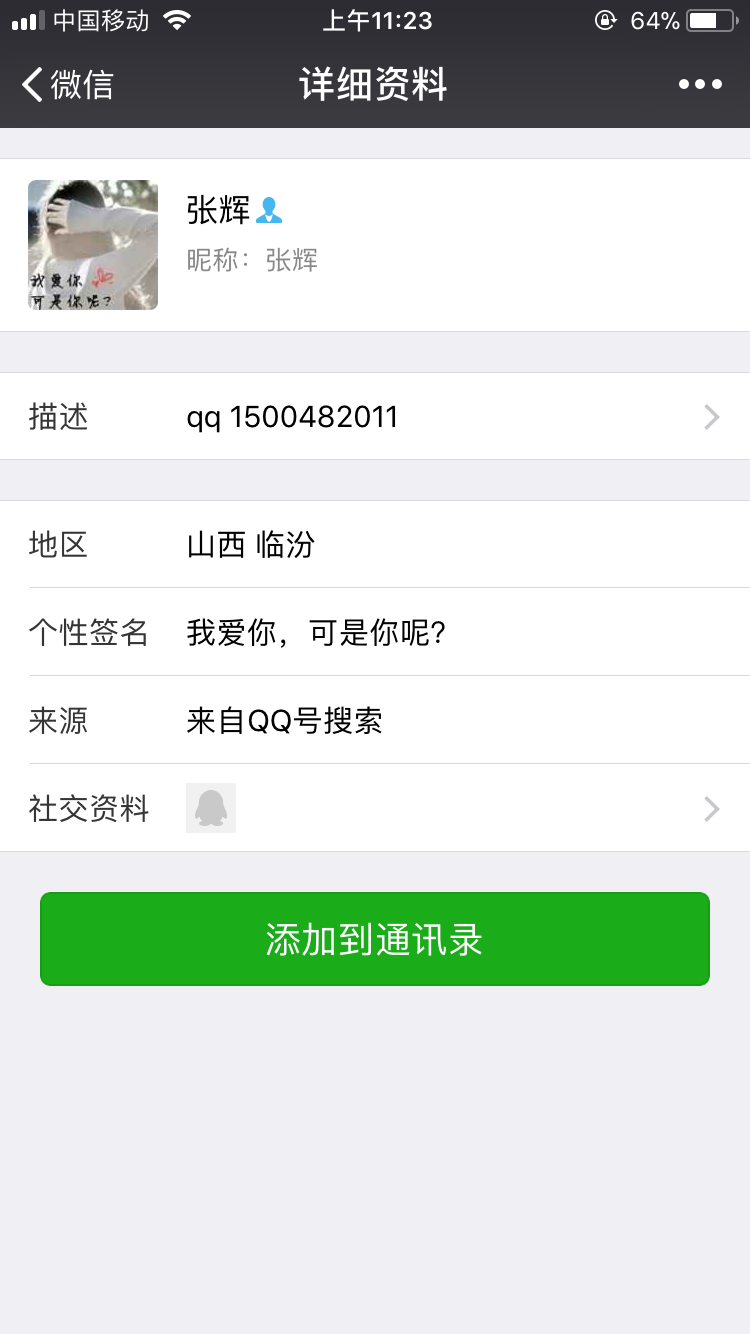 中国移动 上午11:23 64%
微信 详细资料
张辉
昵称：张辉
我爱你
可是你呢?
描述 qq 1500482011
地区 山西 临汾
个性签名 我爱你，可是你呢?
来源 来自QQ号搜索
社交资料
添加到通讯录